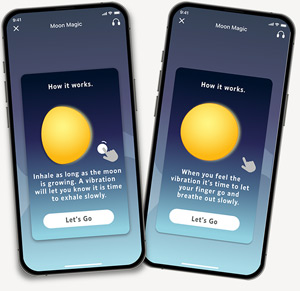 9:41
Moon Magic
How it works.
Inhale as long as the moon
is growing. A vibration
will let you know it is time
to exhale slowly.
Let's Go
9:41
Moon Magic
How it works.
When you feel the
vibration it's time to let
your finger go and
breathe out slowly.
Let's Go